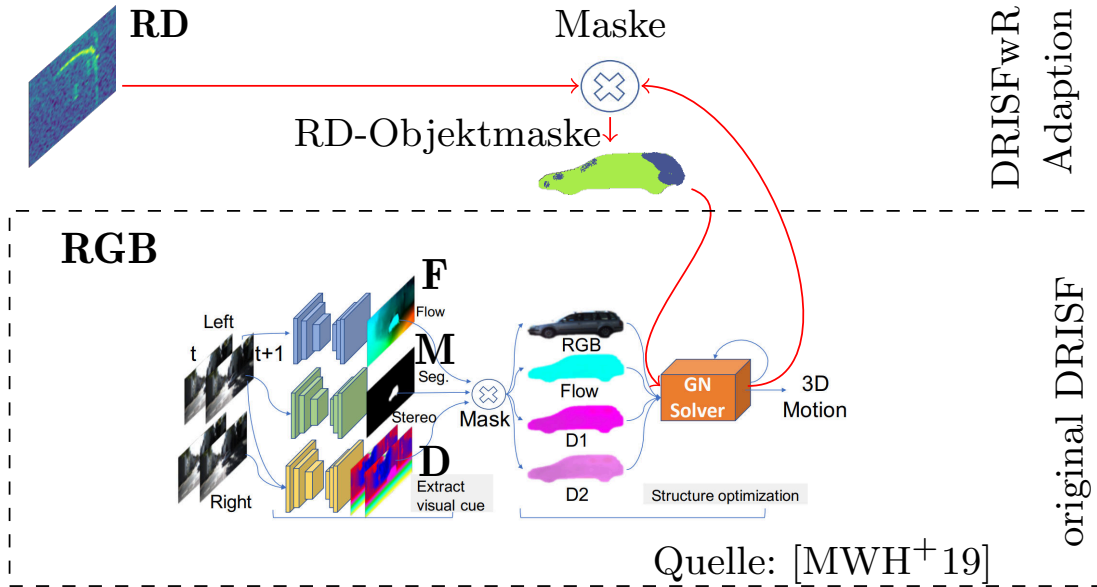 RD
Maske
RD-Objektmaske
DRISFwR
Adaption
RGB
F
Flow
Left
t
t+1
M
Seg.
Stereo
D
Right
Extract
visual cue
Mask
RGB
Flow
D1
D2
GN
Solver
3D
Motion
Structure optimization
original DRISF
Quelle: [MWH+19]